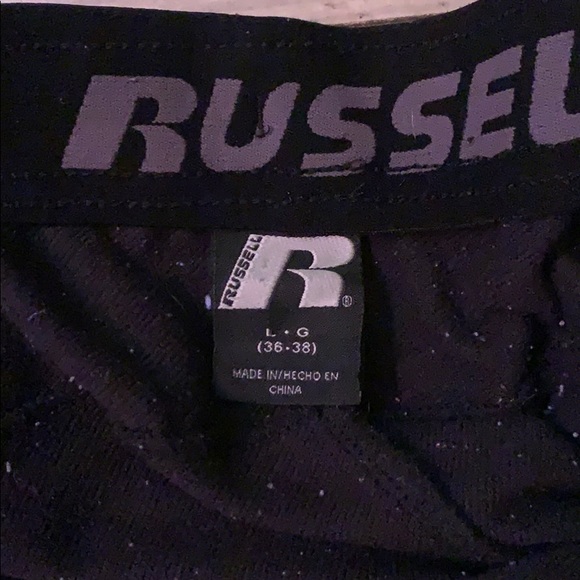 RUSSEL
RUSSELL
R®
L • G
(36-38)
MADE IN/HECHO EN
CHINA